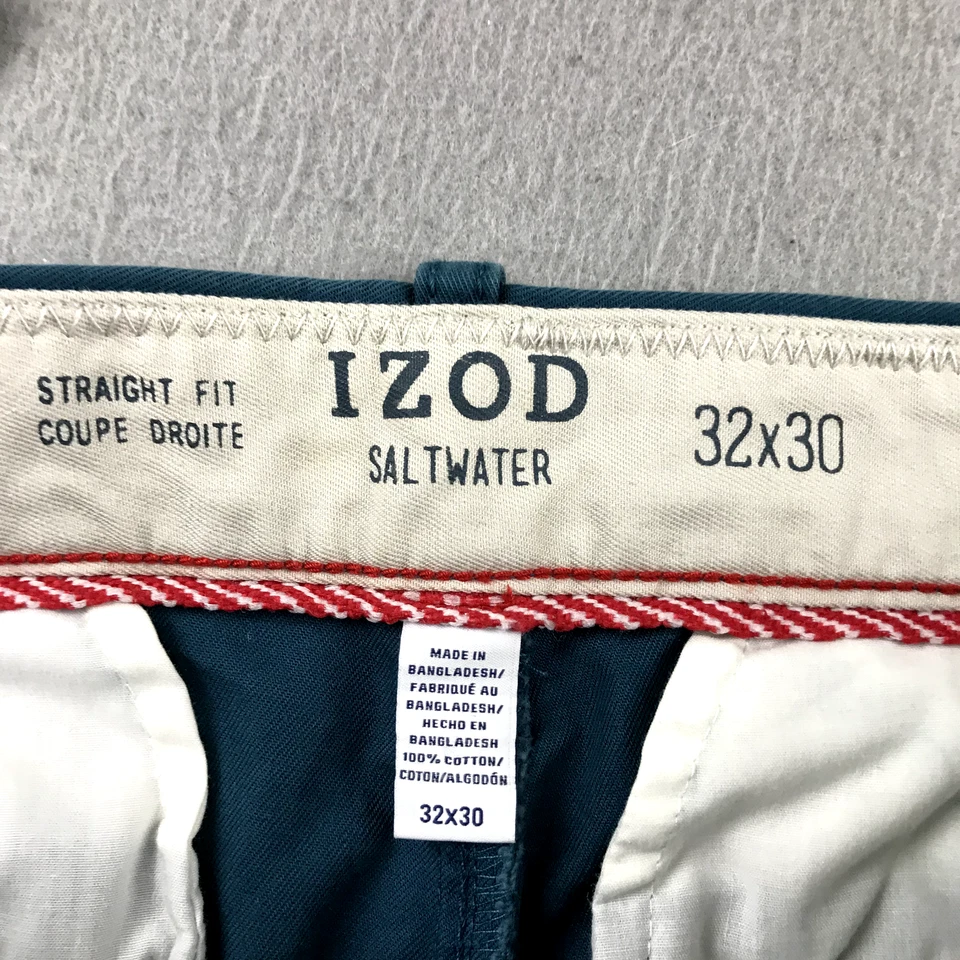 STRAIGHT FIT
COUPE DROITE
IZOD
SALTWATER
32x30
MADE IN
BANGLADESH/
FABRIQUÉ AU
BANGLADESH/
HECHO EN
BANGLADESH
100% COTTON/
COTON/ALGODÓN
32x30